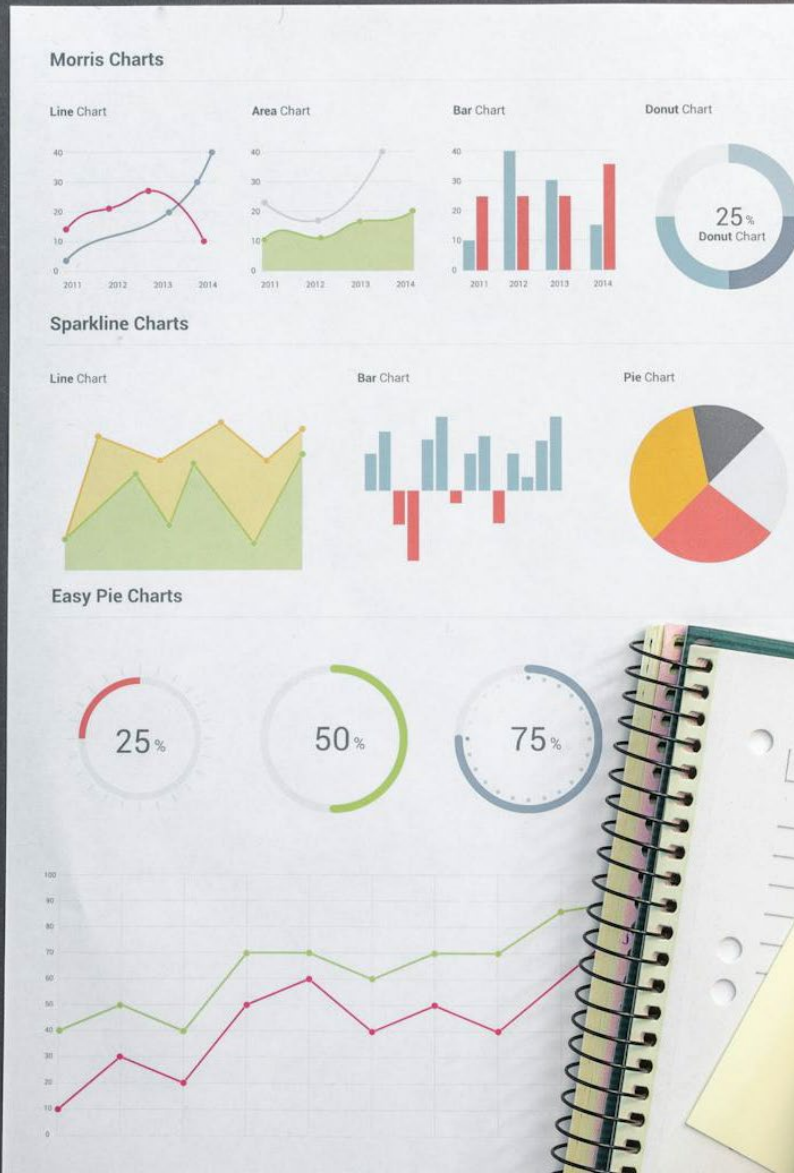 Morris Charts
Line Chart
Area Chart
Bar Chart
Donut Chart
40
30
20
10
0
2011 2012 2013 2014
40
30
20
10
0
2011 2012 2013 2014
40
30
20
10
0
2011 2012 2013 2014
25%
Donut Chart
Sparkline Charts
Line Chart
Bar Chart
Pie Chart
Easy Pie Charts
25%
50%
75%
100
90
80
70
60
50
40
30
20
10
0